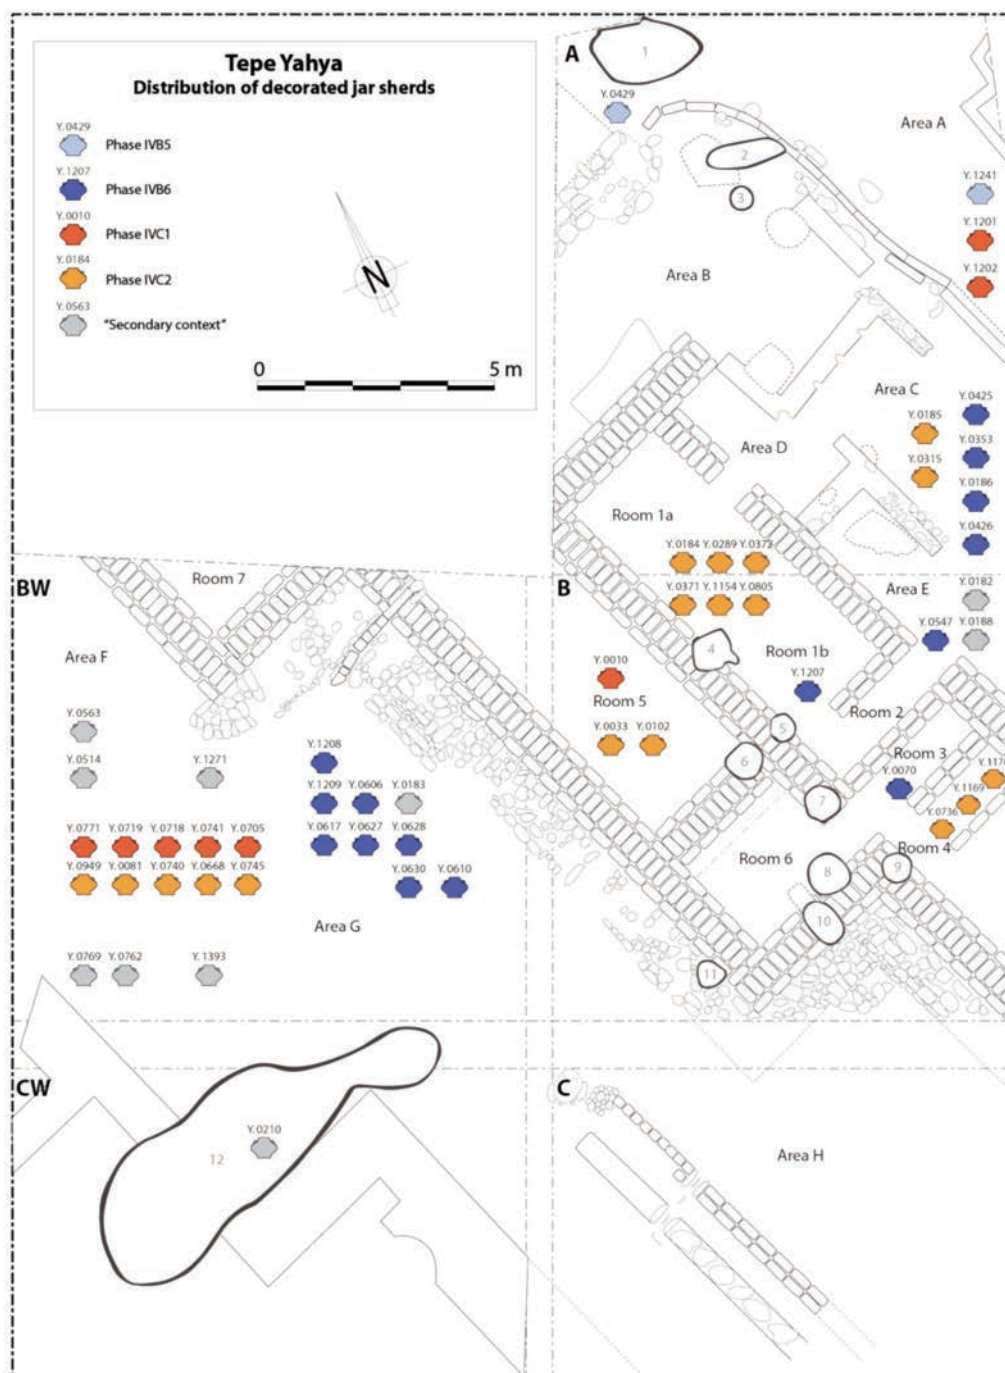 Tepe Yahya
Distribution of decorated jar sherds
Y.0429
Phase IVB5
Y.1207
Phase IVB6
Y.0010
Phase IVC1
Y.0184
Phase IVC2
Y.0563
"Secondary context"
N
0 5 m
A
1
Y.0429
Area A
2
3
Y.1241
Y.1201
Y.1202
Area B
Area C
Y.0425
Y.0185
Y.0353
Area D
Y.0315
Y.0186
Room 1a
Y.0426
Y.0184 Y.0289 Y.0372
Room 7
BW
B
Area E
Y.0182
Y.0371 Y.1154 Y.0805
Y.0547 Y.0188
Area F
4
Room 1b
Y.0010
Y.1207
Room 5
Room 2
Y.0563
Y.0033 Y.0102
5
Y.1208
6
Room 3
Y.0514 Y.1271
Y.0070
Y.1169
Y.1209 Y.0606 Y.0183
7
Y.0736
Y.0617 Y.0627 Y.0628
Y.0771 Y.0719 Y.0718 Y.0741 Y.0705
Room 4
Room 6
8
9
Y.0949 Y.0081 Y.0740 Y.0668 Y.0745
Y.0630 Y.0610
10
Area G
Y.0769 Y.0762 Y.1393
11
CW
C
Y.0210
12
Area H